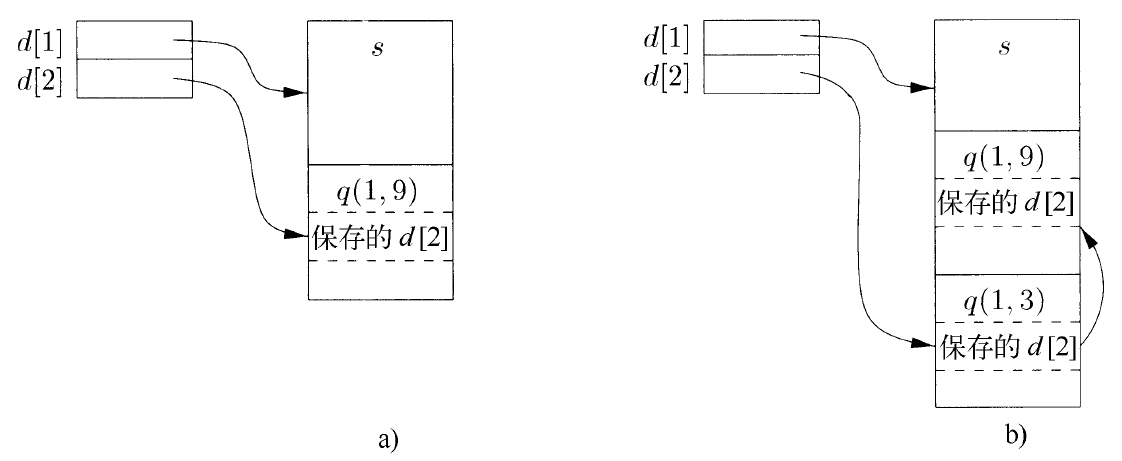 d[1]
d[2]
s
q(1, 9)
保存的 d[2]
a)
d[1]
d[2]
s
q(1, 9)
保存的 d[2]
q(1, 3)
保存的 d[2]
b)